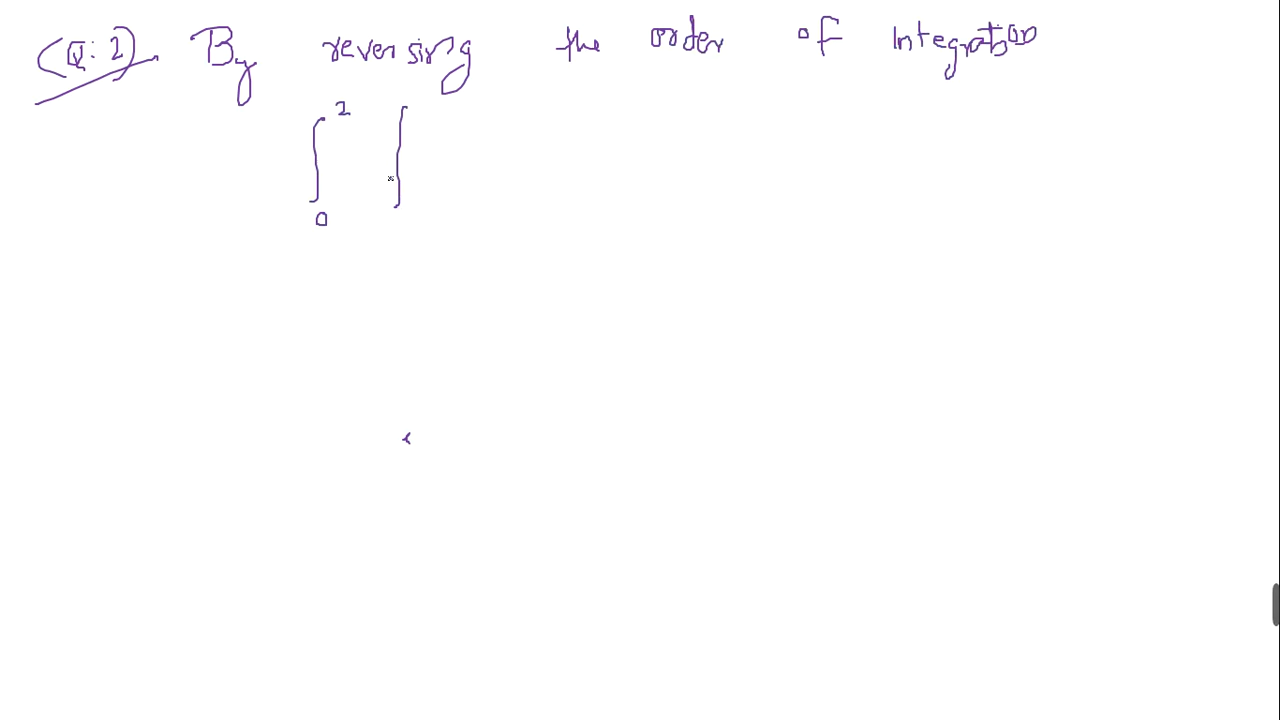 (Q:2). By reversing the order of Integration
∫₀² ∫